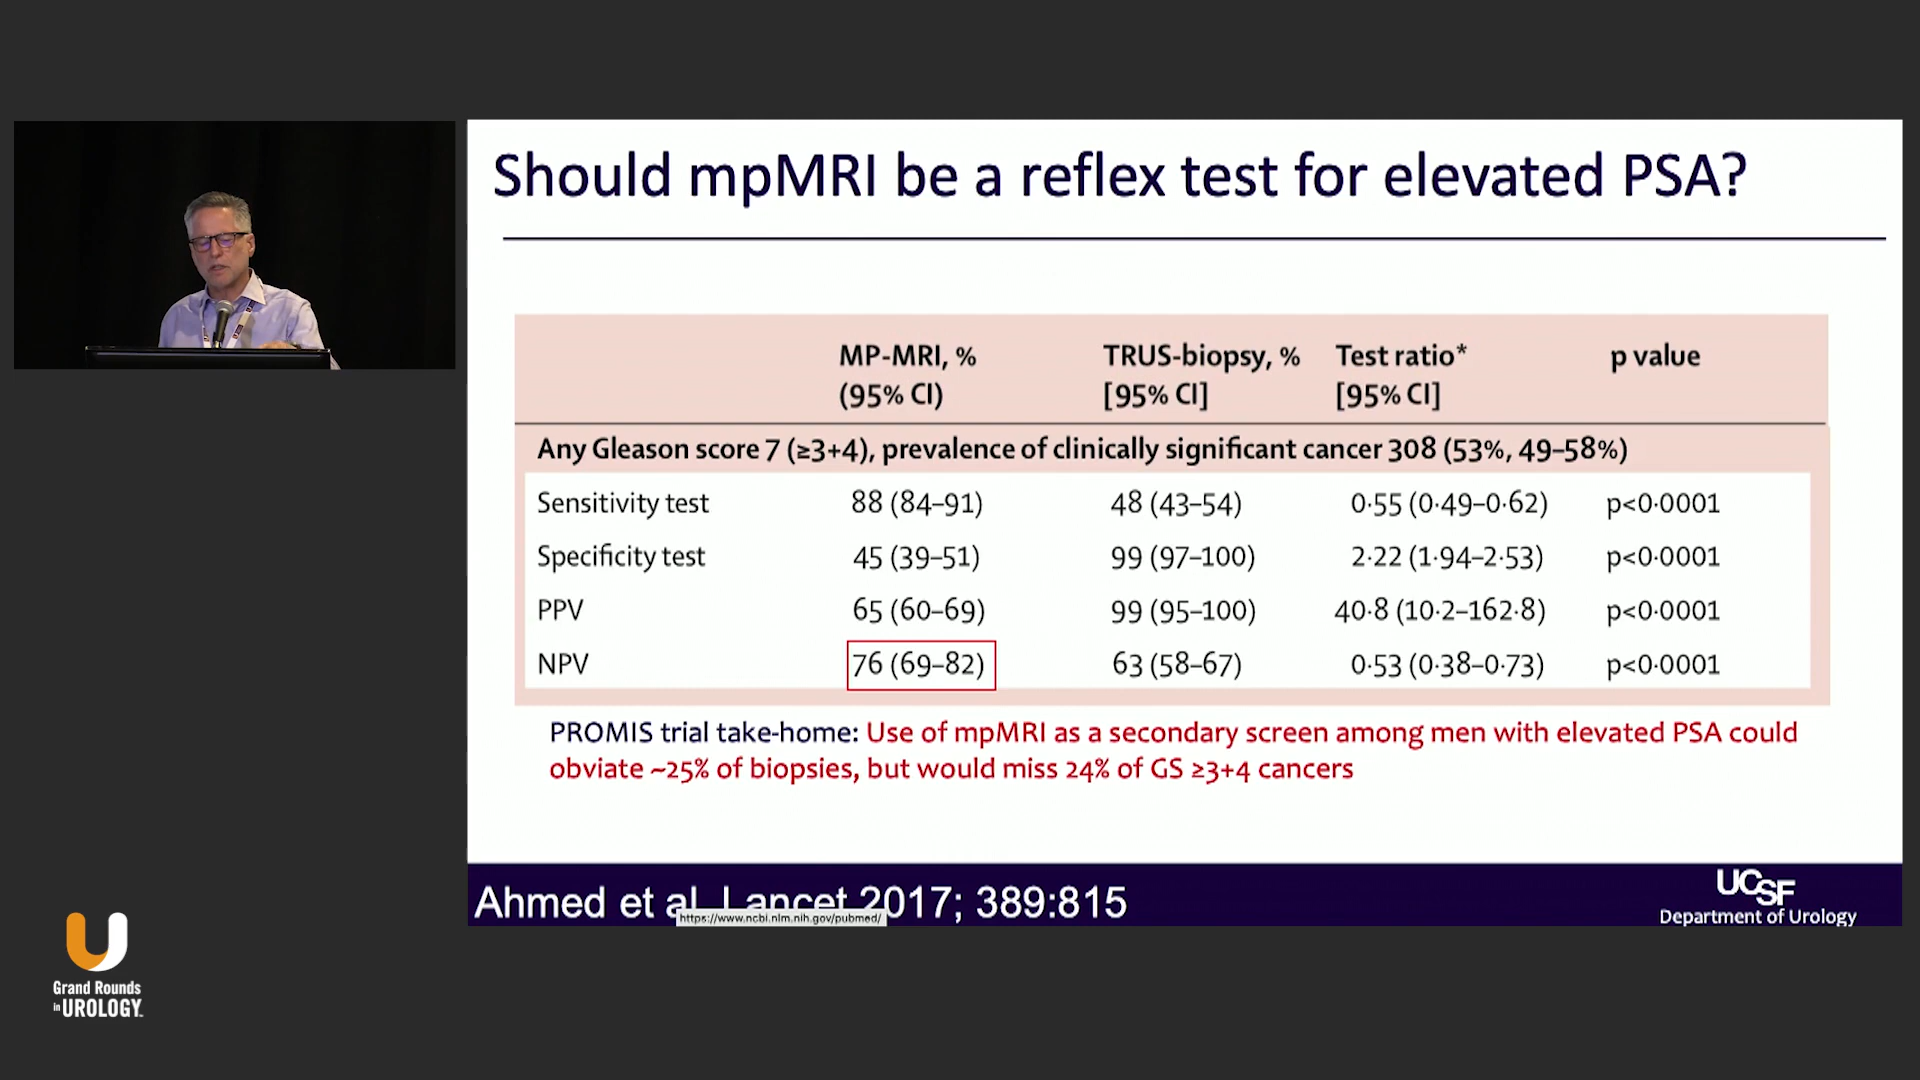 Should mpMRI be a reflex test for elevated PSA?
MP-MRI, % TRUS-biopsy, % Test ratio* p value
(95% CI) [95% CI] [95% CI]
Any Gleason score 7 (≥3+4), prevalence of clinically significant cancer 308 (53%, 49–58%)
Sensitivity test 88 (84–91) 48 (43–54) 0·55 (0·49–0·62) p<0·0001
Specificity test 45 (39–51) 99 (97–100) 2·22 (1·94–2·53) p<0·0001
PPV 65 (60–69) 99 (95–100) 40·8 (10·2–162·8) p<0·0001
NPV 76 (69–82) 63 (58–67) 0·53 (0·38–0·73) p<0·0001
PROMIS trial take-home: Use of mpMRI as a secondary screen among men with elevated PSA could
obviate ~25% of biopsies, but would miss 24% of GS ≥3+4 cancers
Ahmed et al, Lancet 2017; 389:815
https://www.ncbi.nlm.nih.gov/pubmed/
UCSF
Department of Urology
Grand Rounds
in UROLOGY